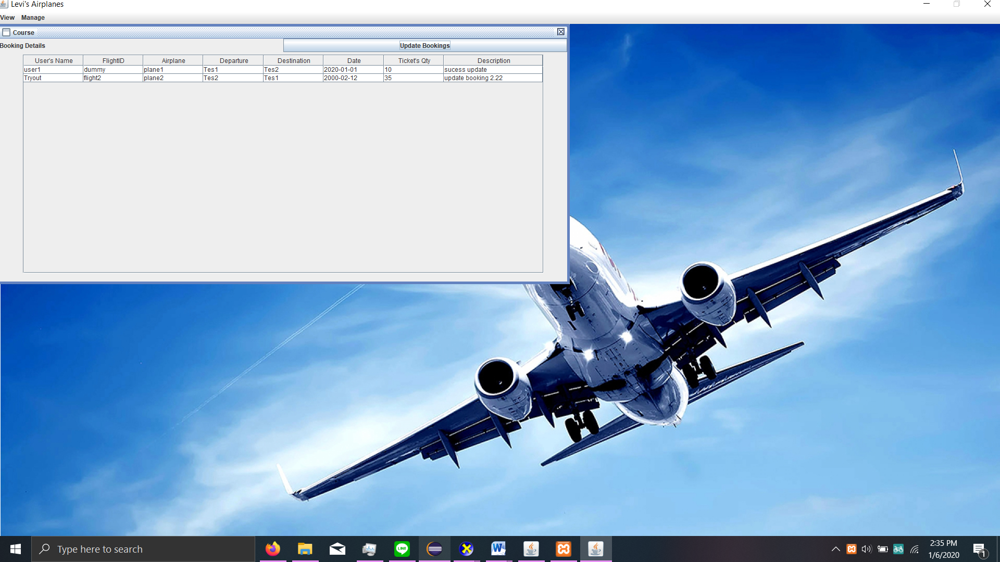 Levi's Airplanes
View Manage
Course
Booking Details Update Bookings
User's Name FlightID Airplane Departure Destination Date Ticket's Qty Description
user1 dummy plane1 Tes1 Tes2 2020-01-01 10 sucess update
Tryout flight2 plane2 Tes2 Tes1 2000-02-12 35 update booking 2.22
Type here to search
LINE
W
2:35 PM
1/6/2020
1